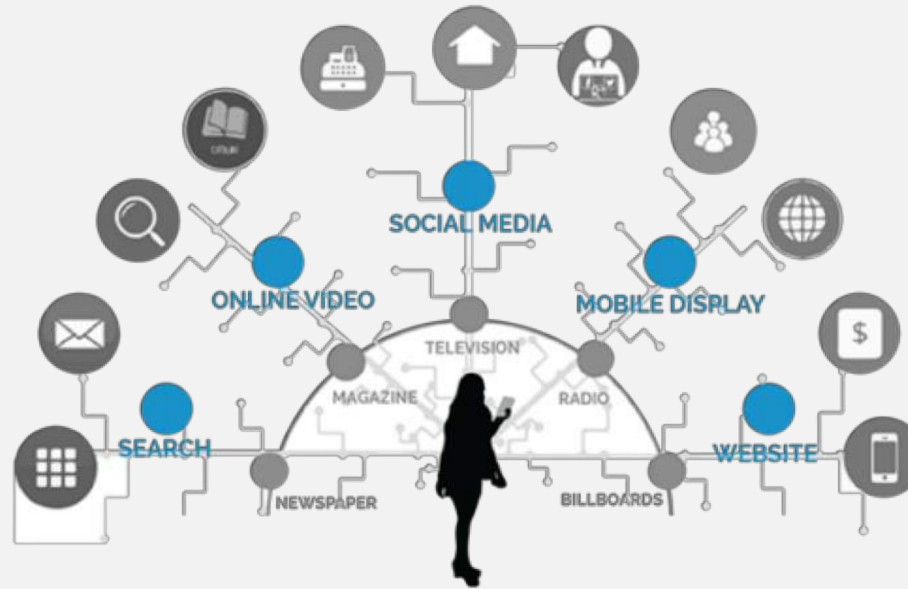 SOCIAL MEDIA
ONLINE VIDEO
MOBILE DISPLAY
TELEVISION
MAGAZINE
RADIO
SEARCH
WEBSITE
NEWSPAPER
BILLBOARDS
$